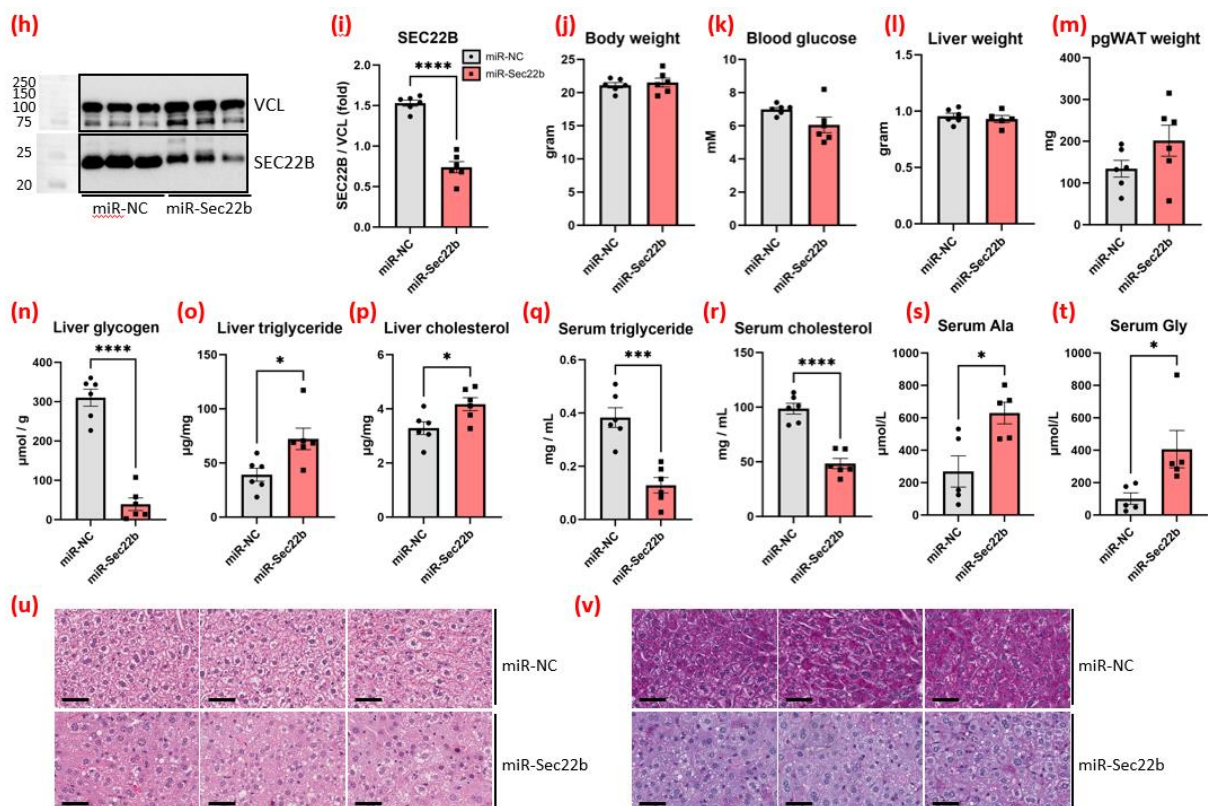 (h)
250
150
100
75
20
VCL
SEC22B
miR-NC
miR-Sec22b
(i)
SEC22B
****
miR-NC
miR-Sec22b
SEC22B / VCL (fold)
2.0
1.5
1.0
0.5
0.0
miR-NC
miR-Sec22b
(j)
Body weight
gram
25
20
15
10
5
0
miR-NC
miR-Sec22b
(k)
Blood glucose
mM
10
8
6
4
2
0
miR-NC
miR-Sec22b
(l)
Liver weight
gram
1.5
1.0
0.5
0.0
miR-NC
miR-Sec22b
(m)
pgWAT weight
mg
400
300
200
100
0
miR-NC
miR-Sec22b
(n)
Liver glycogen
****
µmol / g
400
300
200
100
0
miR-NC
miR-Sec22b
(o)
Liver triglyceride
*
µg/mg
150
100
50
0
miR-NC
miR-Sec22b
(p)
Liver cholesterol
*
µg/mg
6
4
2
0
miR-NC
miR-Sec22b
(q)
Serum triglyceride
***
mg / mL
0.6
0.4
0.2
0.0
miR-NC
miR-Sec22b
(r)
Serum cholesterol
****
mg / mL
150
100
50
0
miR-NC
miR-Sec22b
(s)
Serum Ala
*
µmol/L
1000
800
600
400
200
0
miR-NC
miR-Sec22b
(t)
Serum Gly
*
µmol/L
1000
800
600
400
200
0
miR-NC
miR-Sec22b
(u)
miR-NC
miR-Sec22b
(v)
miR-NC
miR-Sec22b